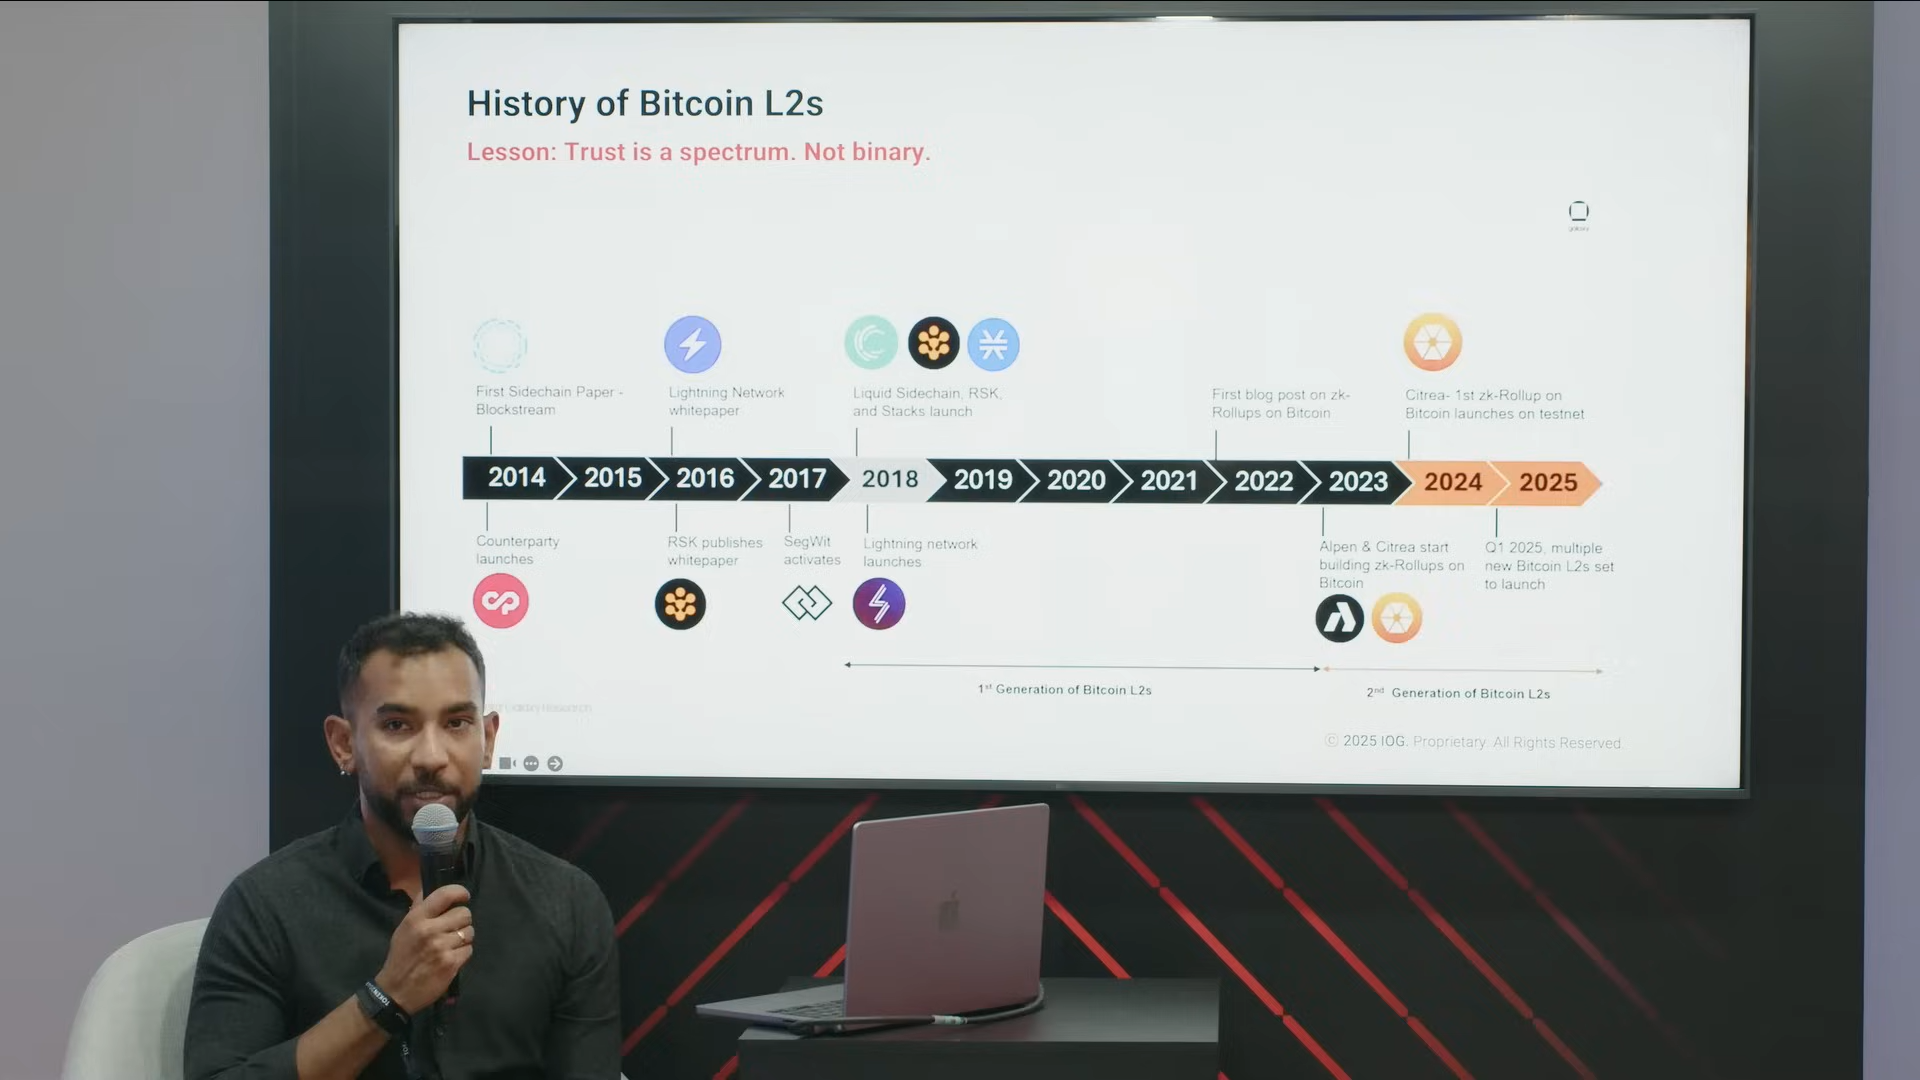 History of Bitcoin L2s
Lesson: Trust is a spectrum. Not binary.
galaxy
First Sidechain Paper -
Blockstream
Lightning Network
whitepaper
Liquid Sidechain, RSK,
and Stacks launch
First blog post on zk-
Rollups on Bitcoin
Citrea- 1st zk-Rollup on
Bitcoin launches on testnet
2014 2015 2016 2017 2018 2019 2020 2021 2022 2023 2024 2025
Counterparty
launches
RSK publishes
whitepaper
SegWit
activates
Lightning network
launches
Alpen & Citrea start
building zk-Rollups on
Bitcoin
Q1 2025, multiple
new Bitcoin L2s set
to launch
1st Generation of Bitcoin L2s
2nd Generation of Bitcoin L2s
Galaxy Research
© 2025 IOG. Proprietary. All Rights Reserved.